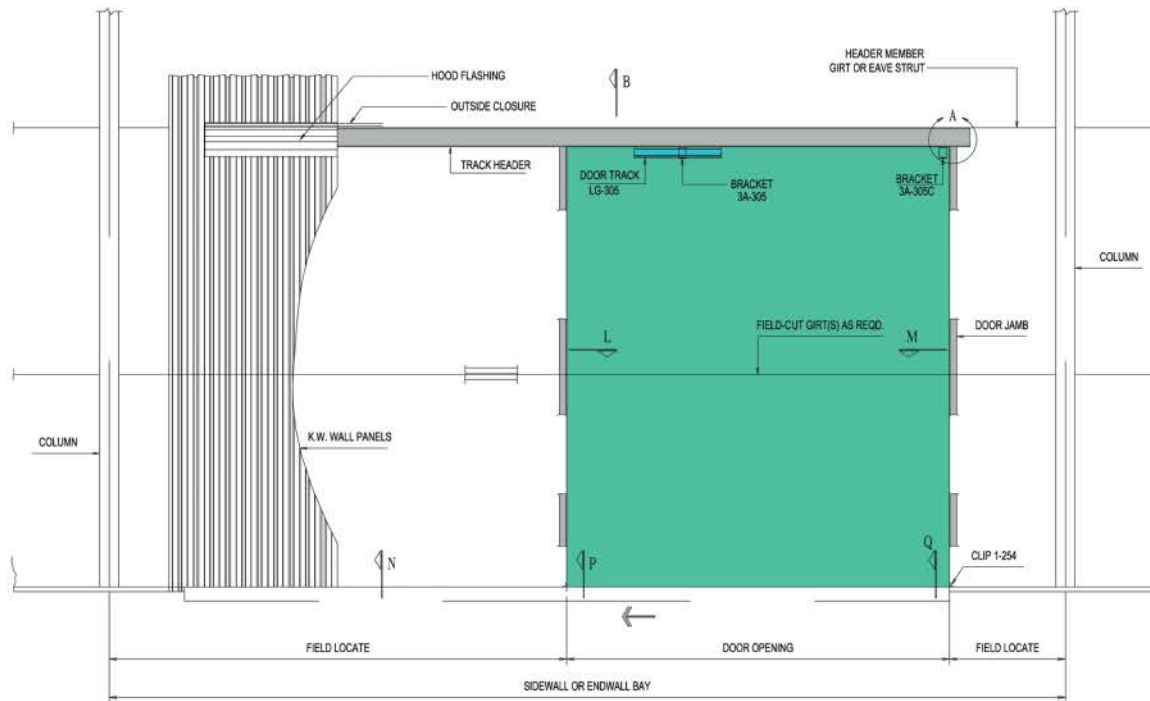 HEADER MEMBER
GIRT OR EAVE STRUT
HOOD FLASHING
B
OUTSIDE CLOSURE
A
TRACK HEADER
DOOR TRACK
LG-305
BRACKET
3A-305
BRACKET
3A-305C
COLUMN
FIELD-CUT GIRT(S) AS REQD.
DOOR JAMB
L
M
COLUMN
K.W. WALL PANELS
N
P
Q
CLIP 1-254
FIELD LOCATE
DOOR OPENING
FIELD LOCATE
SIDEWALL OR ENDWALL BAY